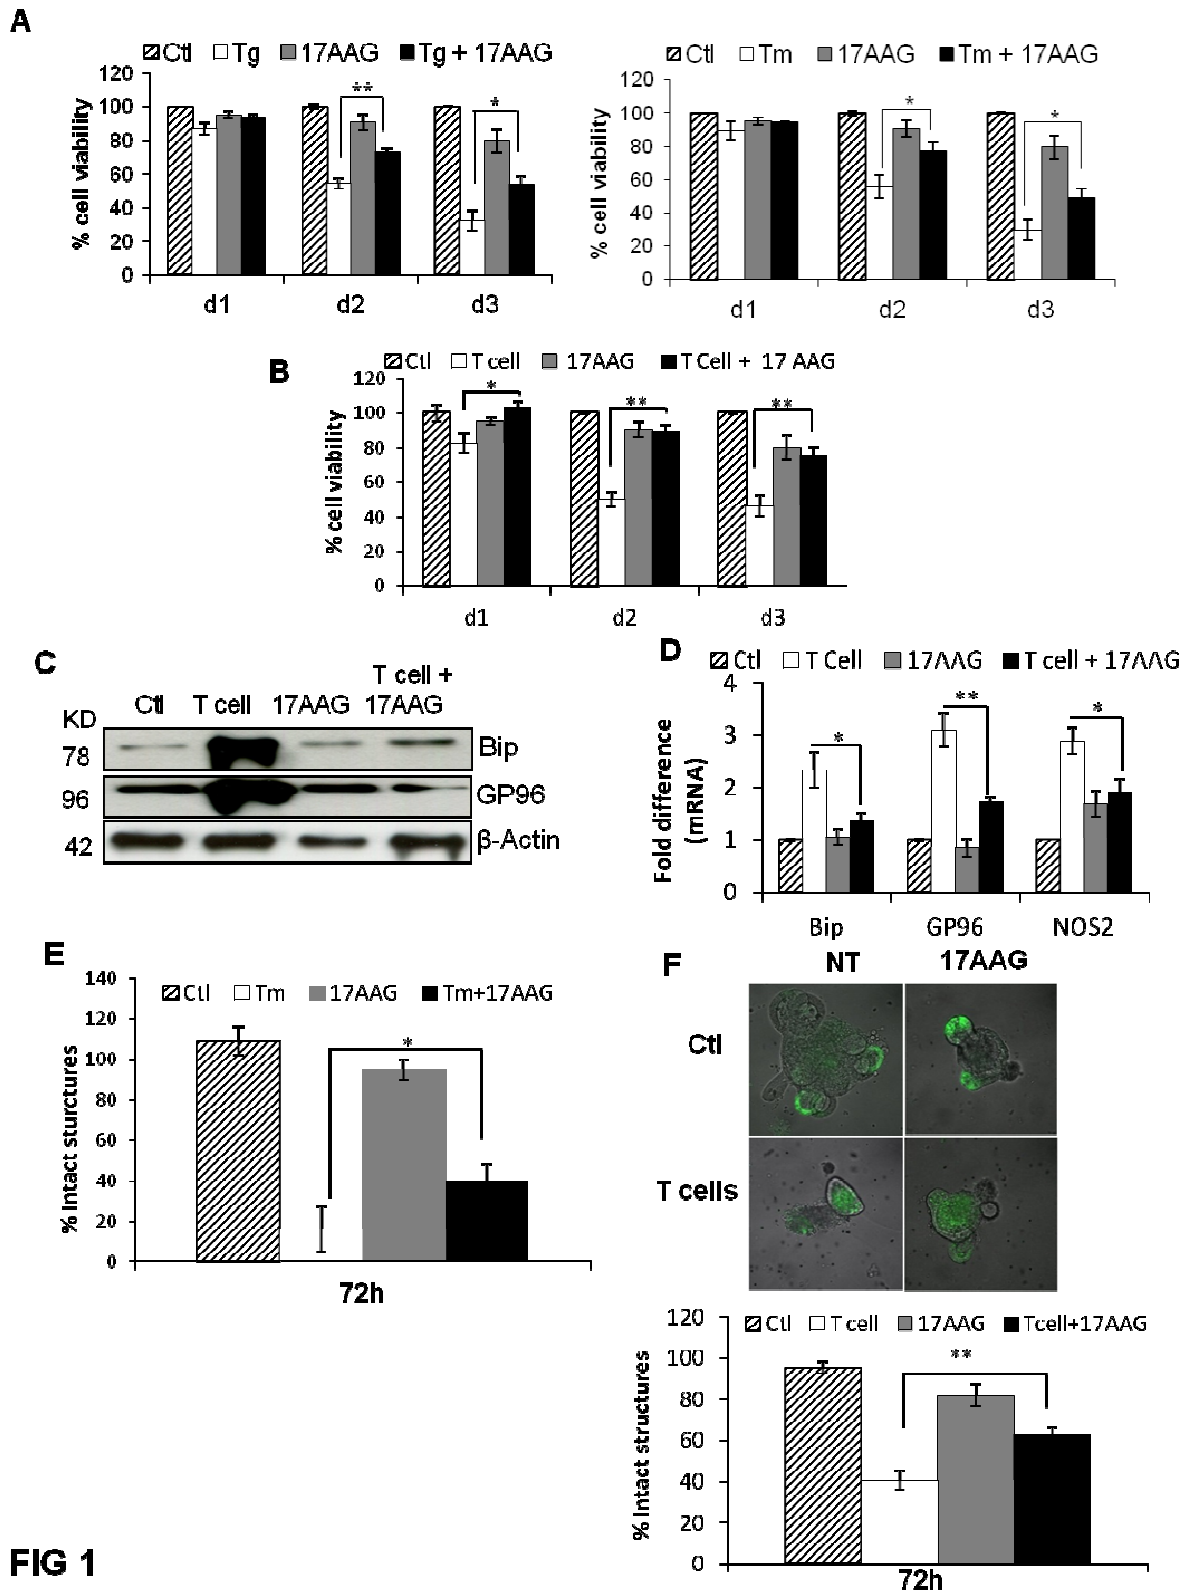 A
Ctl Tg 17AAG Tg + 17AAG
**
*
120
100
80
60
40
20
0
% cell viability
d1 d2 d3
Ctl Tm 17AAG Tm + 17AAG
*
*
120
100
80
60
40
20
0
% cell viability
d1 d2 d3
B
Ctl T cell 17AAG T Cell + 17 AAG
*
**
**
120
100
80
60
40
20
0
% cell viability
d1 d2 d3
C
T cell +
Ctl T cell 17AAG 17AAG
KD
78 Bip
96 GP96
42 β-Actin
D
Ctl T Cell 17AAG T cell + 17AAG
*
**
*
4
3
2
1
0
Fold difference
(mRNA)
Bip GP96 NOS2
E
Ctl Tm 17AAG Tm+17AAG
*
140
120
100
80
60
40
20
0
% Intact sturctures
72h
F
NT 17AAG
Ctl
T cells
Ctl T cell 17AAG Tcell+17AAG
**
120
100
80
60
40
20
0
% Intact structures
72h
FIG 1